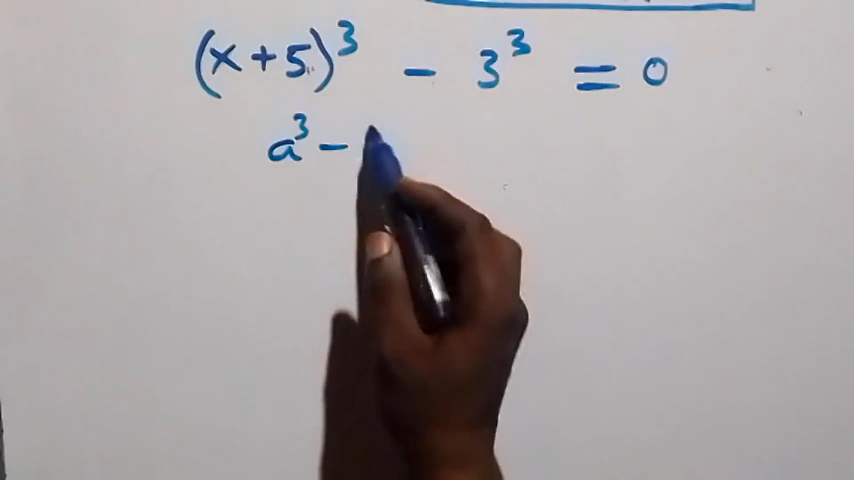 (x+5)³ - 3³ = 0
a³ -